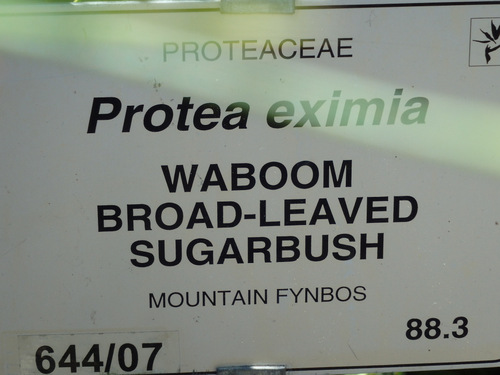 PROTEACEAE
Protea eximia
WABOOM
BROAD-LEAVED
SUGARBUSH
MOUNTAIN FYNBOS
88.3
644/07